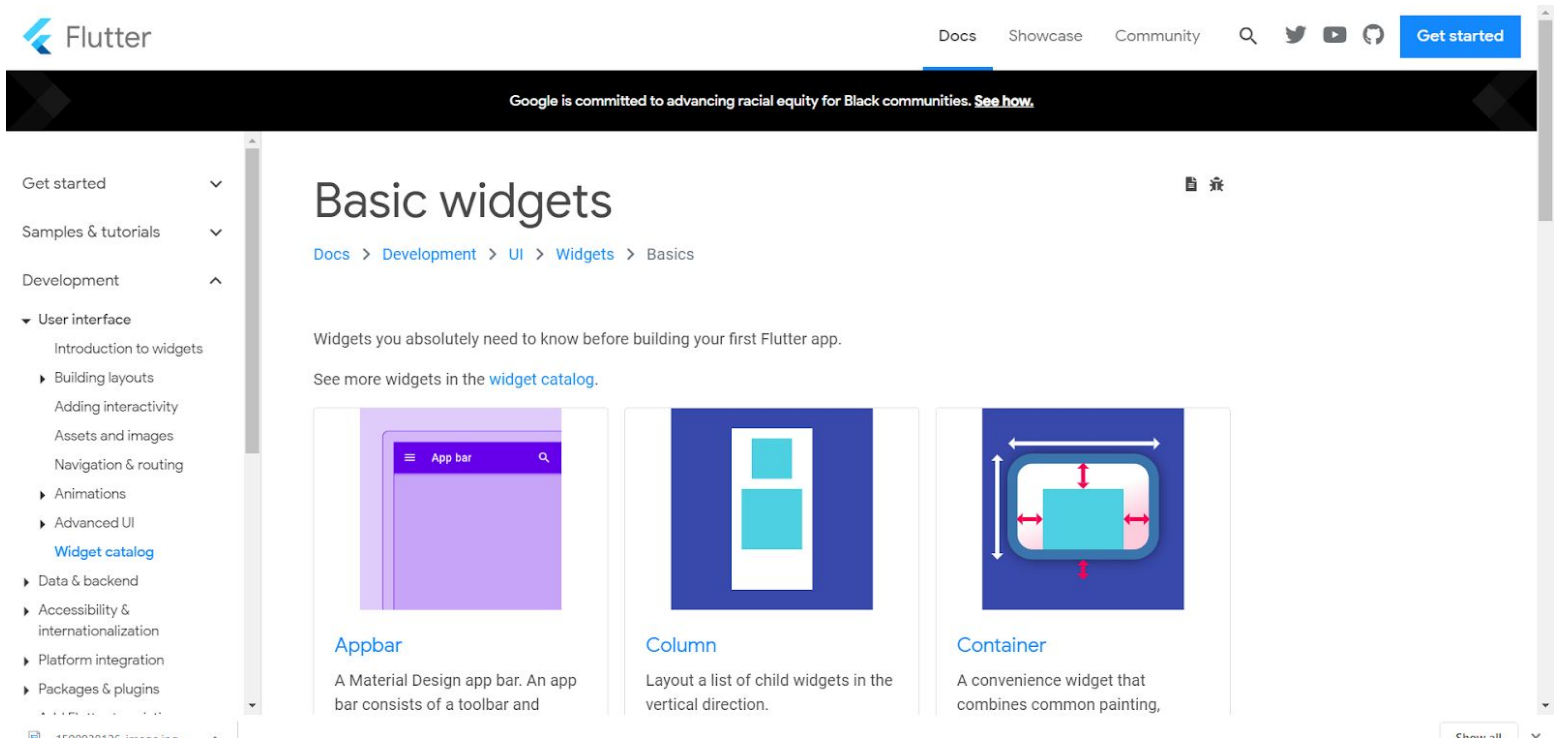 Flutter
Docs Showcase Community
Get started
Google is committed to advancing racial equity for Black communities. See how.
Get started
Samples & tutorials
Development
User interface
Introduction to widgets
Building layouts
Adding interactivity
Assets and images
Navigation & routing
Animations
Advanced UI
Widget catalog
Data & backend
Accessibility &
internationalization
Platform integration
Packages & plugins
Basic widgets
Docs > Development > UI > Widgets > Basics
Widgets you absolutely need to know before building your first Flutter app.
See more widgets in the widget catalog.
App bar
Appbar
A Material Design app bar. An app
bar consists of a toolbar and
Column
Layout a list of child widgets in the
vertical direction.
Container
A convenience widget that
combines common painting,
Show all